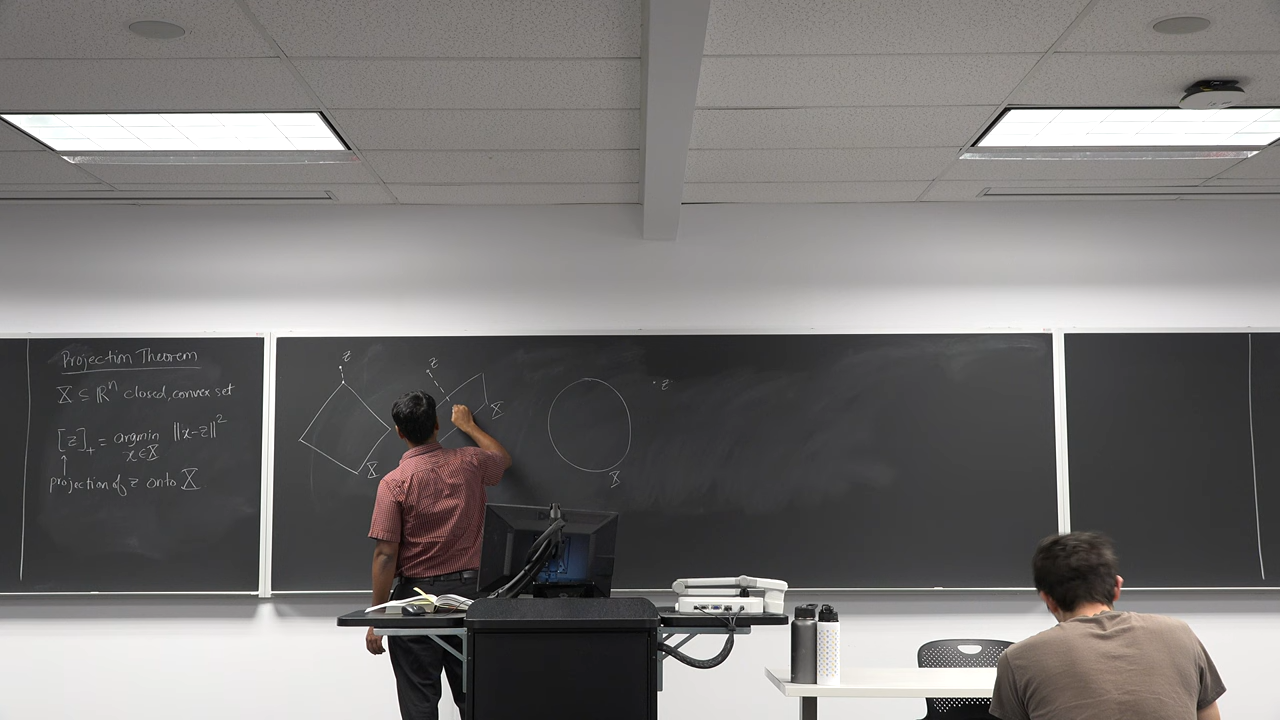 Projection Theorem
𝕏 ⊆ ℝⁿ closed, convex set
[z]₊ = argmin ||x-z||²
x∈𝕏
projection of z onto 𝕏
z
z
z
𝕏
𝕏
𝕏